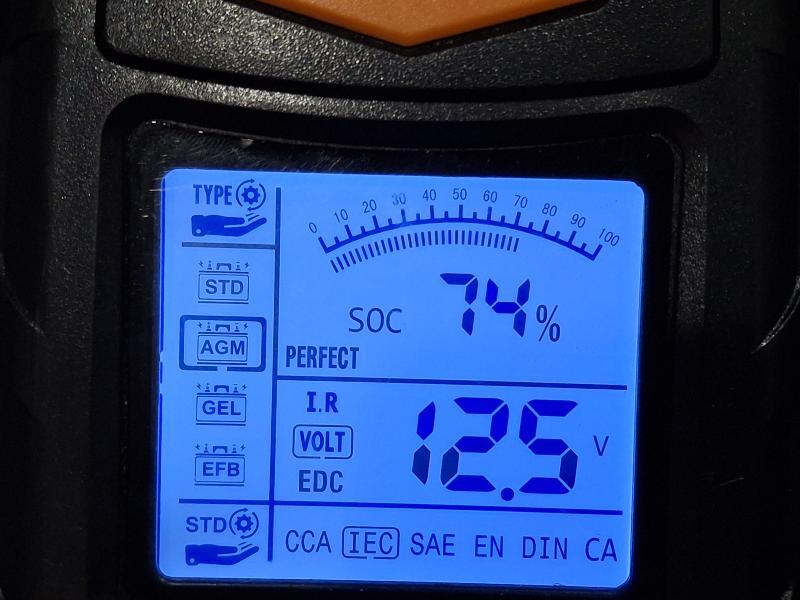 TYPE
0 10 20 30 40 50 60 70 80 90 100
STD
SOC 74%
AGM
PERFECT
GEL
I.R
VOLT 12.5 V
EFB
EDC
STD
CCA IEC SAE EN DIN CA